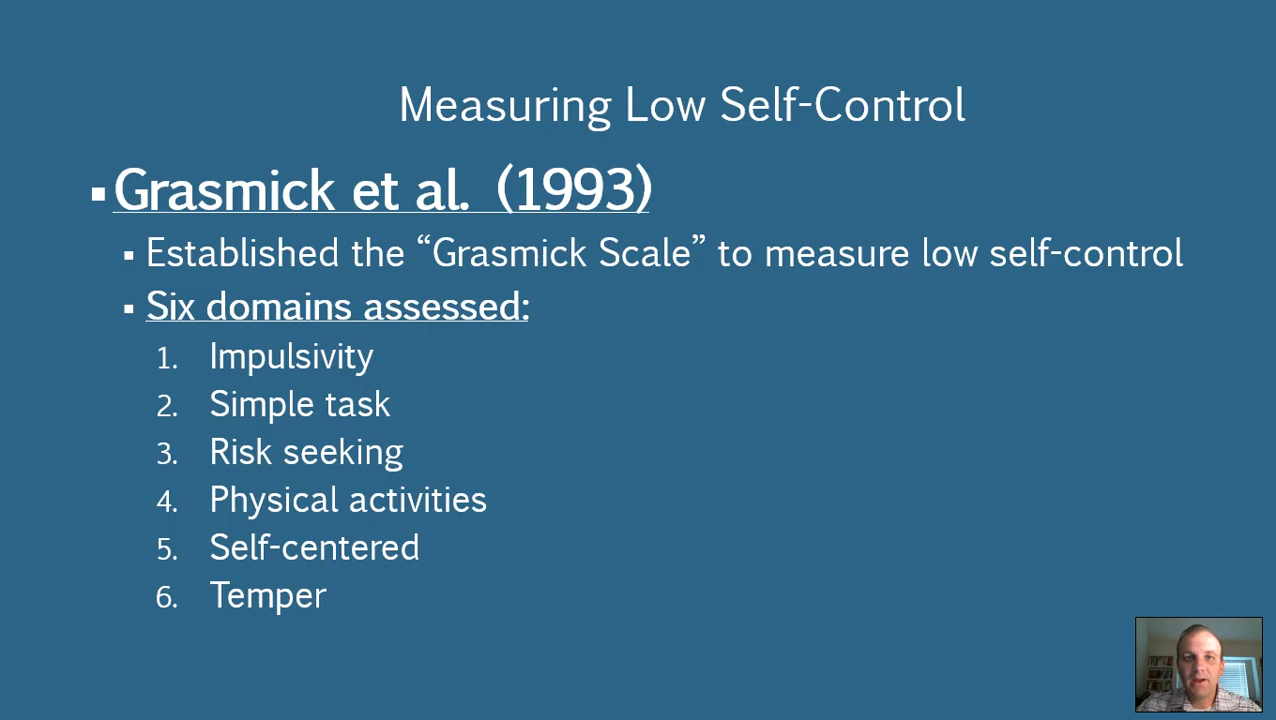 Measuring Low Self-Control
▪Grasmick et al. (1993)
▪ Established the “Grasmick Scale” to measure low self-control
▪ Six domains assessed:
1. Impulsivity
2. Simple task
3. Risk seeking
4. Physical activities
5. Self-centered
6. Temper